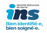 ins
Bien identifié·e,
bien soigné·e.